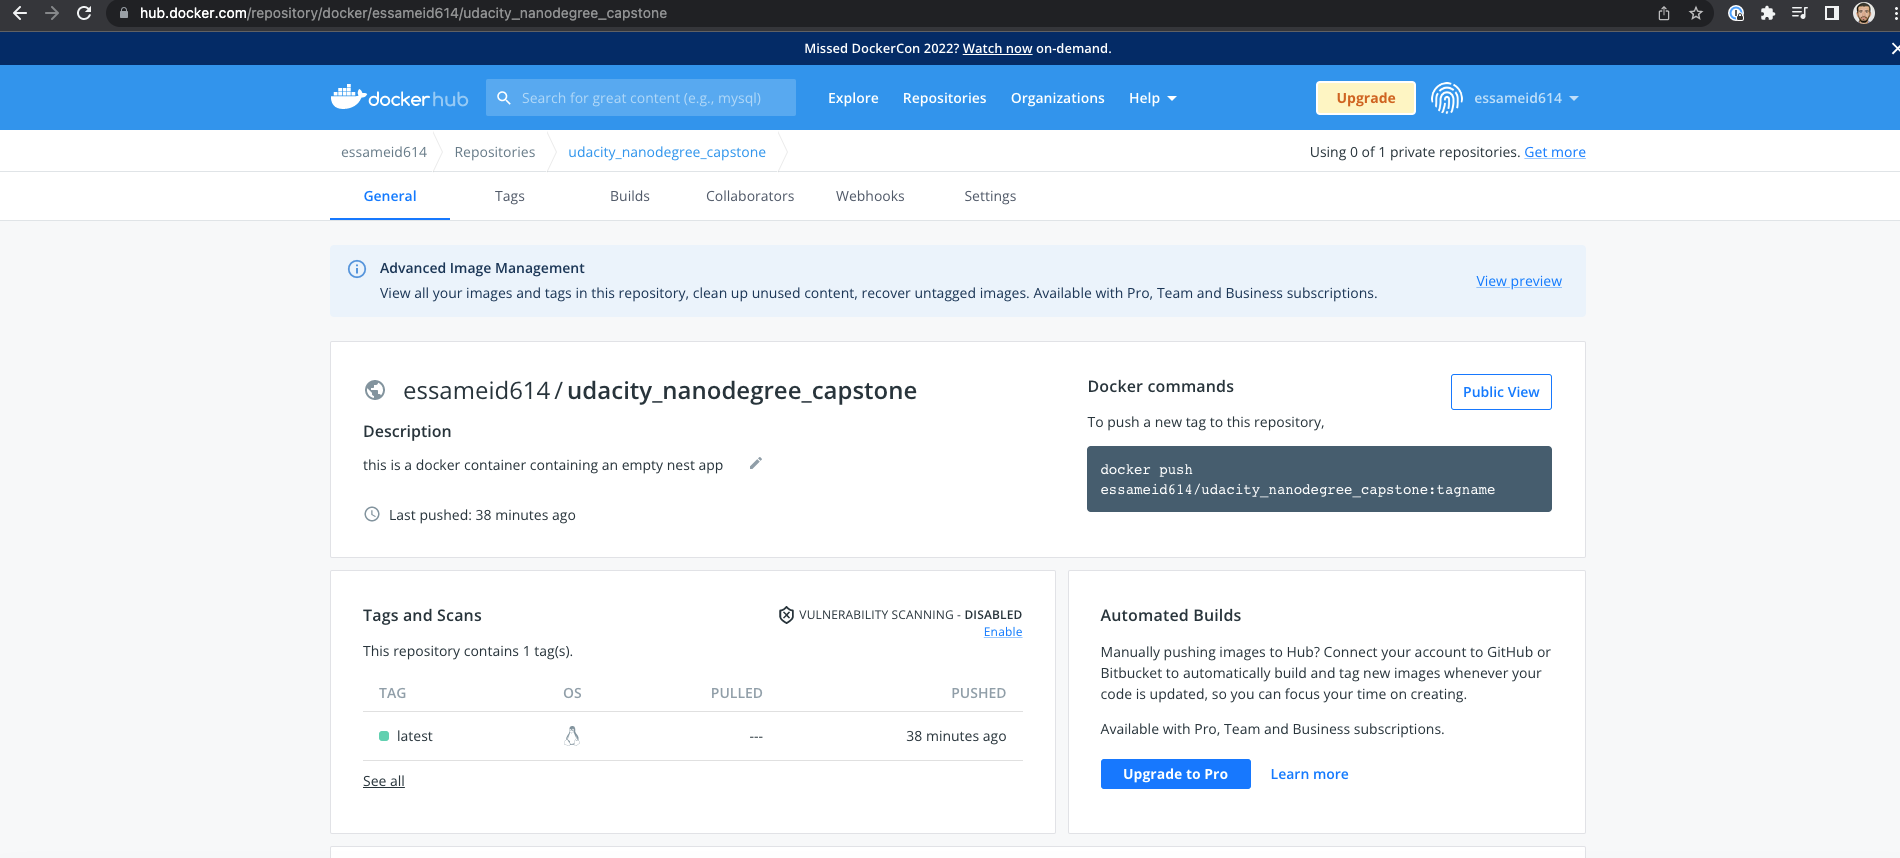 hub.docker.com/repository/docker/essameid614/udacity_nanodegree_capstone
Missed DockerCon 2022? Watch now on-demand.
docker hub
Search for great content (e.g., mysql)
Explore
Repositories
Organizations
Help
Upgrade
essameid614
essameid614
Repositories
udacity_nanodegree_capstone
Using 0 of 1 private repositories. Get more
General
Tags
Builds
Collaborators
Webhooks
Settings
Advanced Image Management
View all your images and tags in this repository, clean up unused content, recover untagged images. Available with Pro, Team and Business subscriptions.
View preview
essameid614 / udacity_nanodegree_capstone
Description
this is a docker container containing an empty nest app
Last pushed: 38 minutes ago
Docker commands
Public View
To push a new tag to this repository,
docker push
essameid614/udacity_nanodegree_capstone:tagname
Tags and Scans
VULNERABILITY SCANNING - DISABLED
Enable
This repository contains 1 tag(s).
TAG OS PULLED PUSHED
latest --- 38 minutes ago
See all
Automated Builds
Manually pushing images to Hub? Connect your account to GitHub or
Bitbucket to automatically build and tag new images whenever your
code is updated, so you can focus your time on creating.
Available with Pro, Team and Business subscriptions.
Upgrade to Pro
Learn more